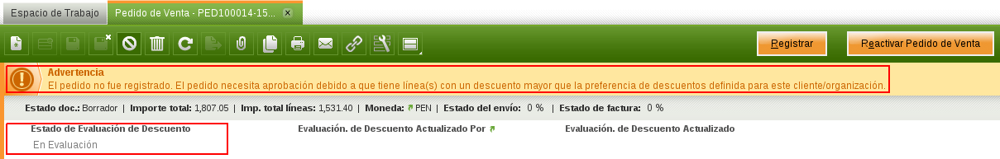 Espacio de Trabajo Pedido de Venta - PED100014-15... x
Registrar Reactivar Pedido de Venta
Advertencia
El pedido no fue registrado. El pedido necesita aprobación debido a que tiene línea(s) con un descuento mayor que la preferencia de descuentos definida para este cliente/organización.
Estado doc.: Borrador | Importe total: 1,807.05 | Imp. total líneas: 1,531.40 | Moneda: PEN | Estado del envío: 0 % | Estado de factura: 0 %
Estado de Evaluación de Descuento Evaluación. de Descuento Actualizado Por Evaluación. de Descuento Actualizado
En Evaluación